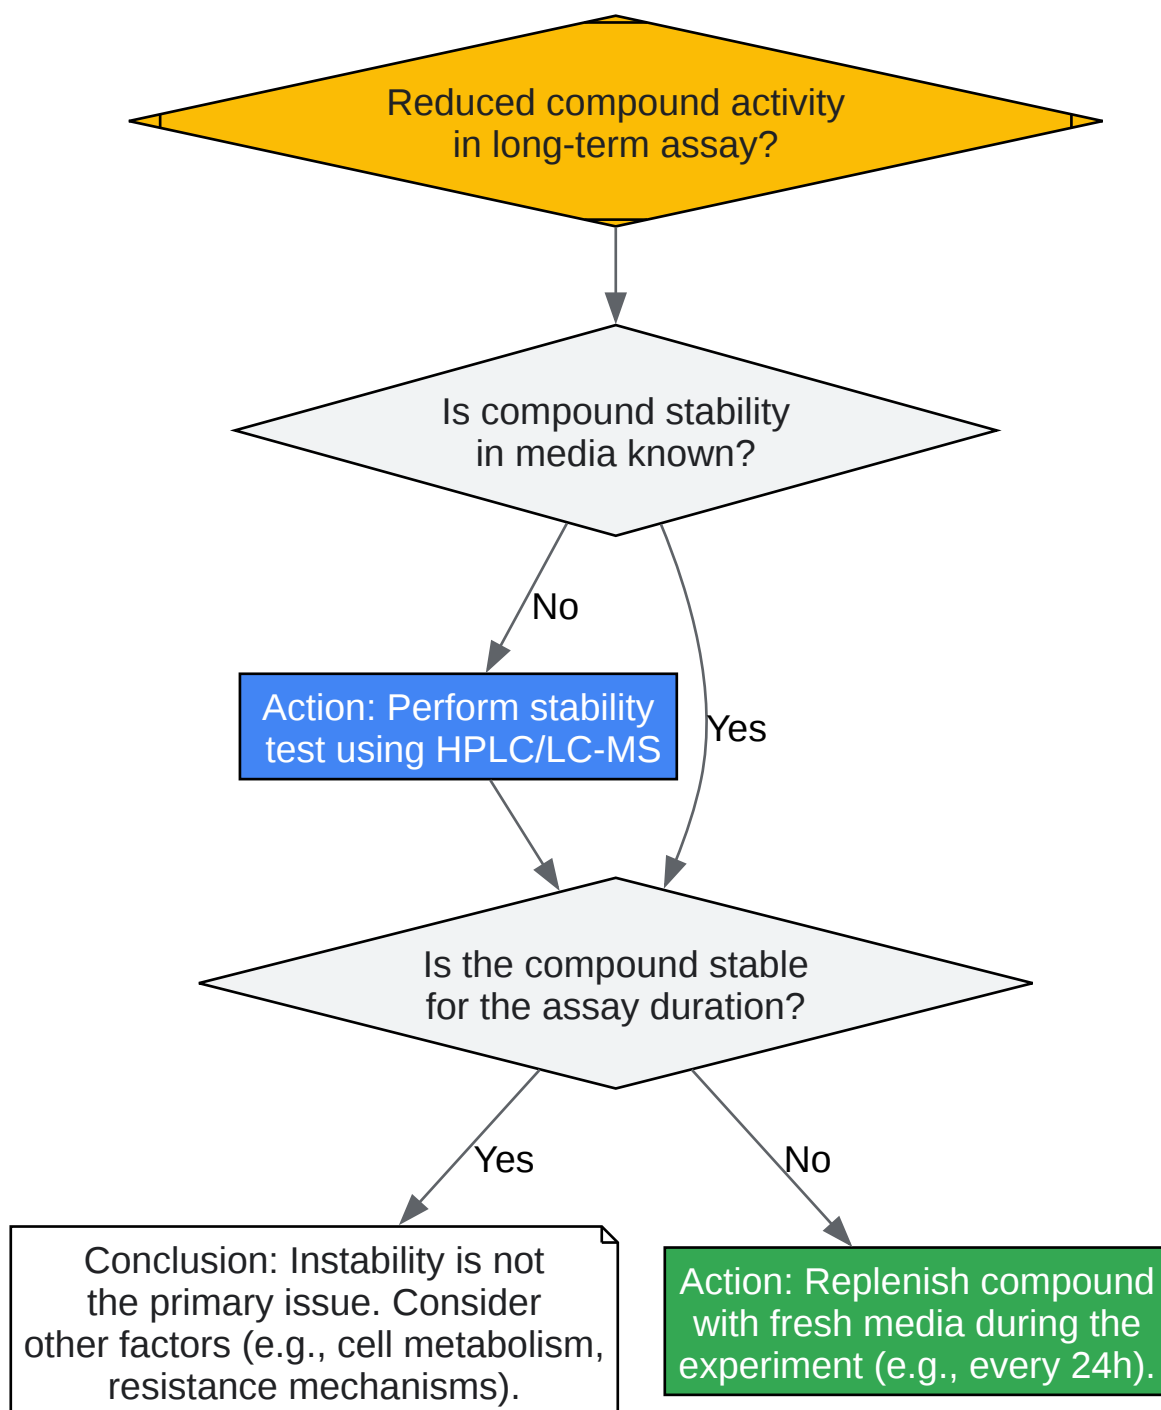 Reduced compound activity
in long-term assay?
Is compound stability
in media known?
No
Action: Perform stability
test using HPLC/LC-MS
Yes
Is the compound stable
for the assay duration?
Yes
No
Conclusion: Instability is not
the primary issue. Consider
other factors (e.g., cell metabolism,
resistance mechanisms).
Action: Replenish compound
with fresh media during the
experiment (e.g., every 24h).